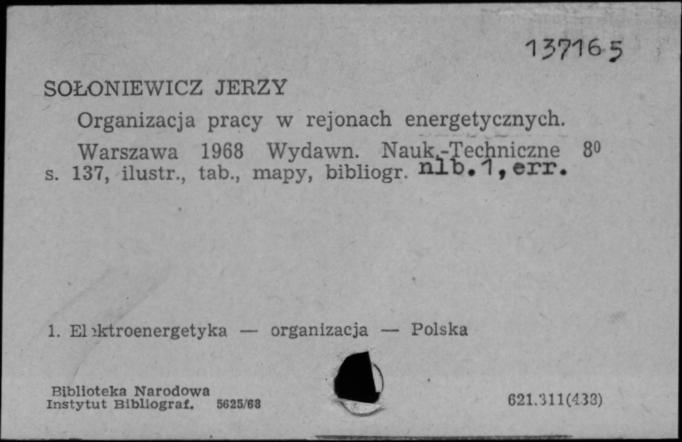 137165
SOŁONIEWICZ JERZY
Organizacja pracy w rejonach energetycznych.
Warszawa 1968 Wydawn. Nauk.-Techniczne 8⁰
s. 137, ilustr., tab., mapy, bibliogr. nlb.1, err.
1. Elektroenergetyka — organizacja — Polska
Biblioteka Narodowa
Instytut Bibliograf. 5625/68
621.311(438)